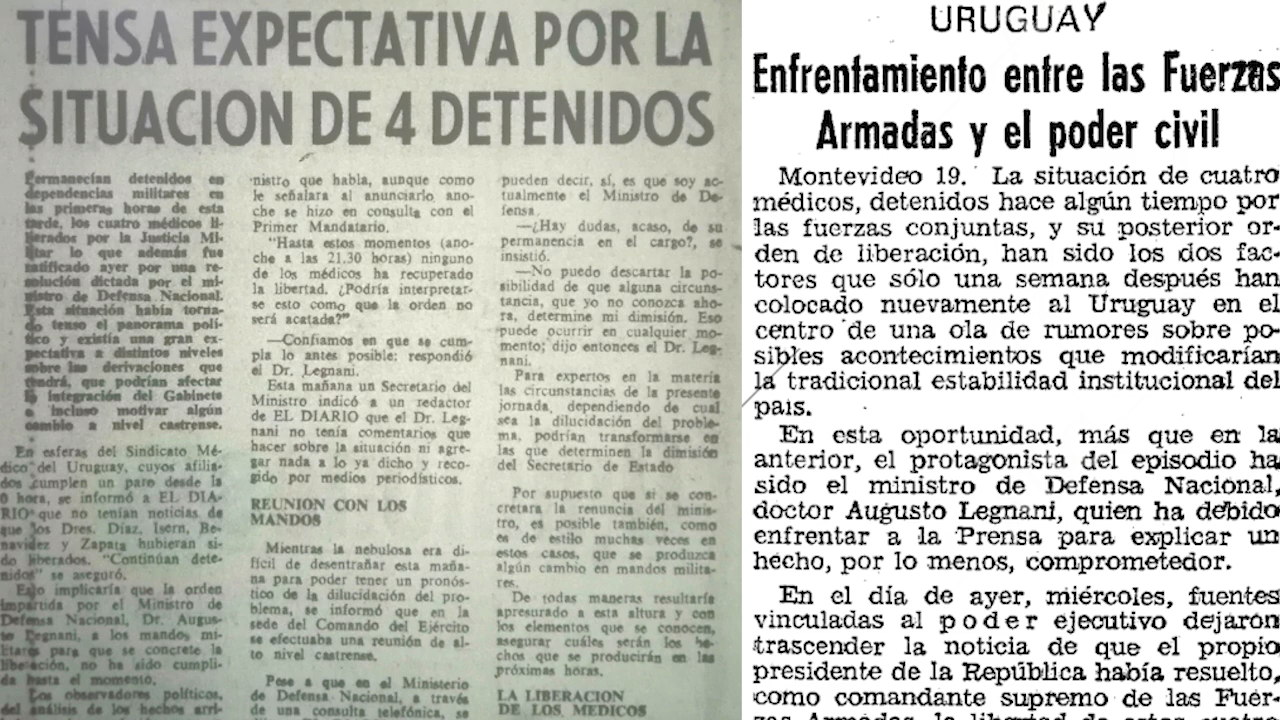 TENSA EXPECTATIVA POR LA
SITUACION DE 4 DETENIDOS
Permanecían detenidos en
dependencias militares en
las primeras horas de esta
tarde, los cuatro médicos li-
berados por la Justicia Mi-
litar lo que además fue
ratificado ayer por una re-
solución dictada por el mi-
nistro de Defensa Nacional.
Esta situación había torna-
do tenso el panorama polí-
tico y existía una gran ex-
pectativa a distintos niveles
sobre las derivaciones que
tendrá, que podrían afectar
la integración del Gabinete
o incluso motivar algún
cambio a nivel castrense.
En esferas del Sindicato Mé-
dico del Uruguay, cuyos afilia-
dos cumplen un paro desde la
0 hora, se informó a EL DIA-
RIO que no tenían noticias de
que los Dres. Díaz, Isern, Be-
navidez y Zapata hubieran si-
do liberados. "Continúan dete-
nidos" se aseguró.
Esto implicaría que la orden
impartida por el Ministro de
Defensa Nacional, Dr. Augus-
to Legnani, a los mandos mi-
litares para que se concrete la
liberación, no ha sido cumpli-
da hasta el momento.
Los observadores políticos,
del análisis de los hechos arri-
nistro que habla, aunque como
le señalara al anunciarlo ano-
che se hizo en consulta con el
Primer Mandatario.
"Hasta estos momentos (ano-
che a las 21.30 horas) ninguno
de los médicos ha recuperado
la libertad. ¿Podría interpretar-
se esto como que la orden no
será acatada?"
—Confiamos en que se cum-
pla lo antes posible: respondió
el Dr. Legnani.
Esta mañana un Secretario del
Ministro indicó a un redactor
de EL DIARIO que el Dr. Leg-
nani no tenía comentarios que
hacer sobre la situación ni agre-
gar nada a lo ya dicho y reco-
gido por medios periodísticos.
REUNION CON LOS
MANDOS
Mientras la nebulosa era di-
fícil de desentrañar esta maña-
na para poder tener un pronós-
tico de la dilucidación del pro-
blema, se informó que en la
sede del Comando del Ejército
se efectuaba una reunión de al-
to nivel castrense.
Pese a que en el Ministerio
de Defensa Nacional, a través
de una consulta telefónica, se
pueden decir, sí, es que soy ac-
tualmente el Ministro de De-
fensa.
—¿Hay dudas, acaso, de su
permanencia en el cargo?, se
insistió.
—No puedo descartar la po-
sibilidad de que alguna circuns-
tancia, que yo no conozca aho-
ra, determine mi dimisión. Eso
puede ocurrir en cualquier mo-
mento; dijo entonces el Dr. Leg-
nani.
Para expertos en la materia
las circunstancias de la presente
jornada, dependiendo de cual
sea la dilucidación del proble-
ma, podrían transformarse en
las que determinen la dimisión
del Secretario de Estado
Por supuesto que si se con-
cretara la renuncia del minis-
tro, es posible también, como
es de estilo muchas veces en
estos casos, que se produzca
algún cambio en mandos milita-
res.
De todas maneras resultaría
apresurado a esta altura y con
los elementos que se conocen,
asegurar cuáles serán los he-
chos que se producirán en las
próximas horas.
LA LIBERACION
DE LOS MEDICOS
URUGUAY
Enfrentamiento entre las Fuerzas
Armadas y el poder civil
Montevideo 19. La situación de cuatro
médicos, detenidos hace algún tiempo por
las fuerzas conjuntas, y su posterior or-
den de liberación, han sido los dos fac-
tores que sólo una semana después han
colocado nuevamente al Uruguay en el
centro de una ola de rumores sobre po-
sibles acontecimientos que modificarían
la tradicional estabilidad institucional del
país.
En esta oportunidad, más que en la
anterior, el protagonista del episodio ha
sido el ministro de Defensa Nacional,
doctor Augusto Legnani, quien ha debido
enfrentar a la Prensa para explicar un
hecho, por lo menos, comprometedor.
En el día de ayer, miércoles, fuentes
vinculadas al poder ejecutivo dejaron
trascender la noticia de que el propio
presidente de la República había resuelto,
como comandante supremo de las Fuer-
zas Armadas, la libertad de estos cuatro